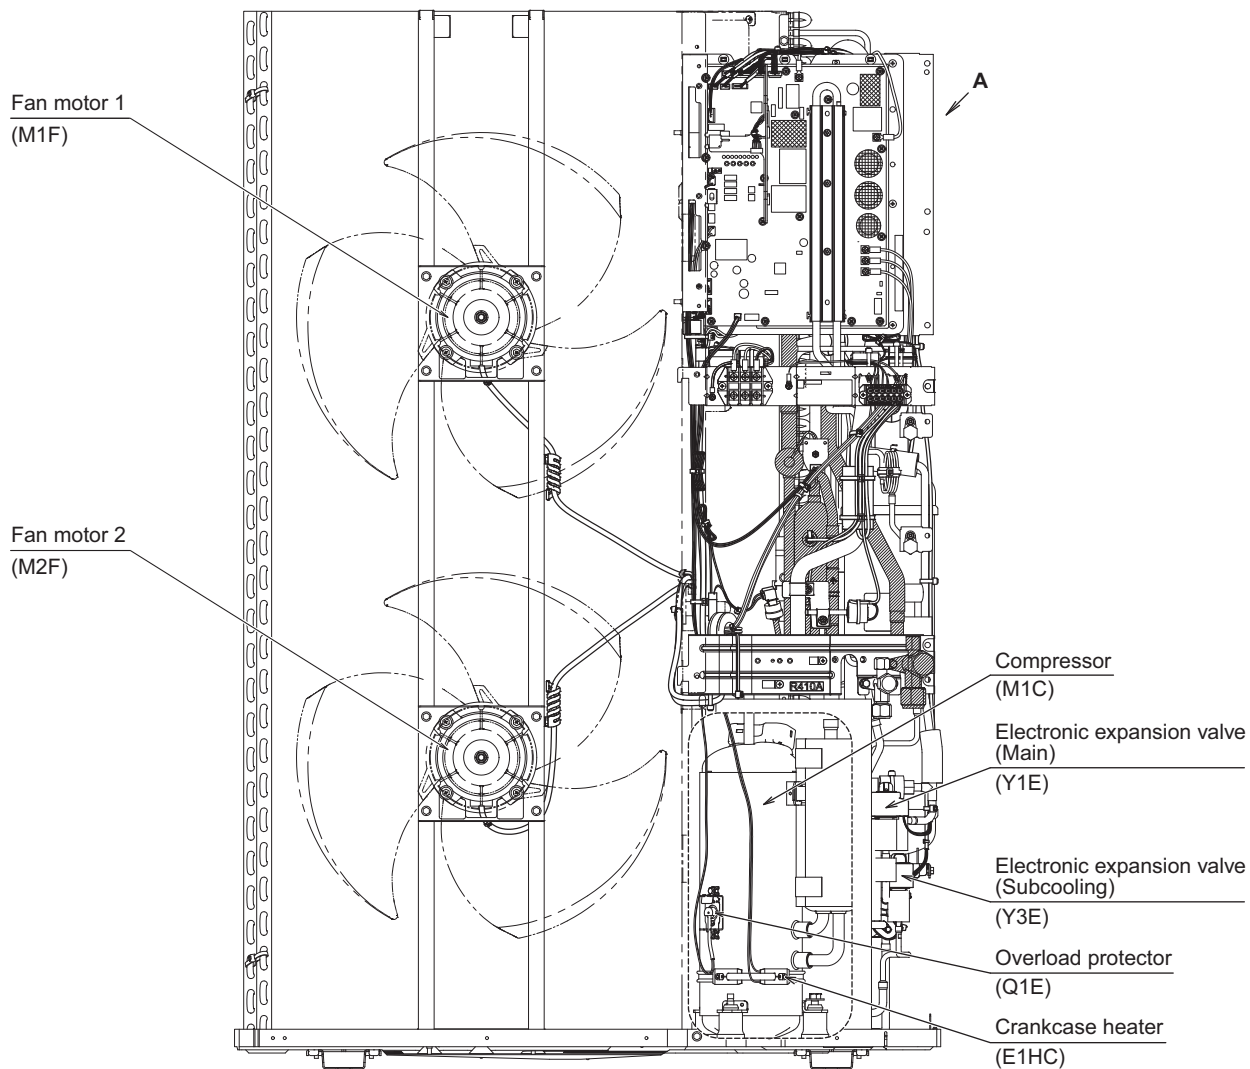 Fan motor 1
(M1F)
A
Fan motor 2
(M2F)
R410A
Compressor
(M1C)
Electronic expansion valve
(Main)
(Y1E)
Electronic expansion valve
(Subcooling)
(Y3E)
Overload protector
(Q1E)
Crankcase heater
(E1HC)